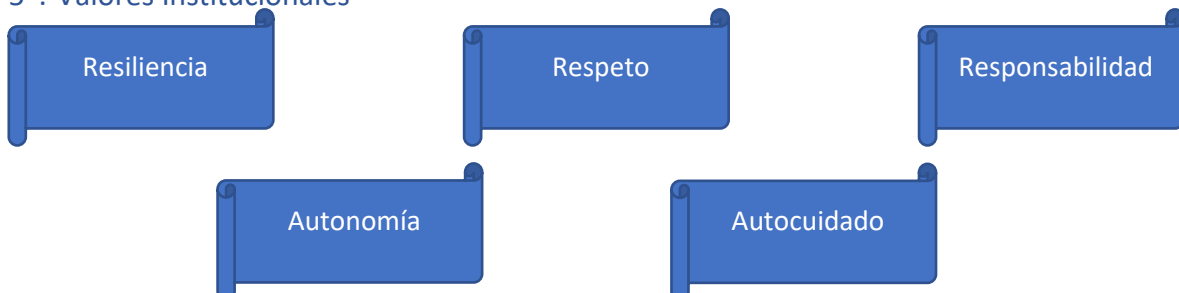 Valores institucionales
Resiliencia
Respeto
Responsabilidad
Autonomía
Autocuidado